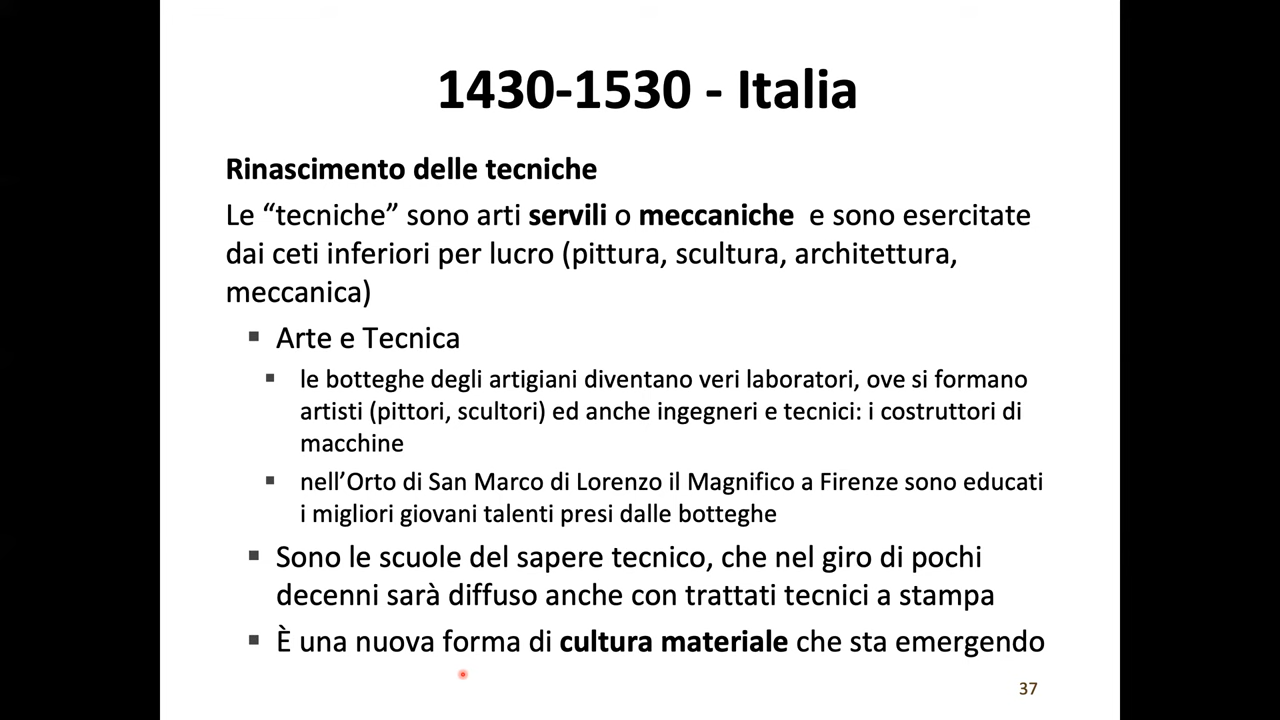 1430-1530 - Italia
Rinascimento delle tecniche
Le “tecniche” sono arti servili o meccaniche e sono esercitate
dai ceti inferiori per lucro (pittura, scultura, architettura,
meccanica)
▪ Arte e Tecnica
▪ le botteghe degli artigiani diventano veri laboratori, ove si formano
artisti (pittori, scultori) ed anche ingegneri e tecnici: i costruttori di
macchine
▪ nell’Orto di San Marco di Lorenzo il Magnifico a Firenze sono educati
i migliori giovani talenti presi dalle botteghe
▪ Sono le scuole del sapere tecnico, che nel giro di pochi
decenni sarà diffuso anche con trattati tecnici a stampa
▪ È una nuova forma di cultura materiale che sta emergendo
37